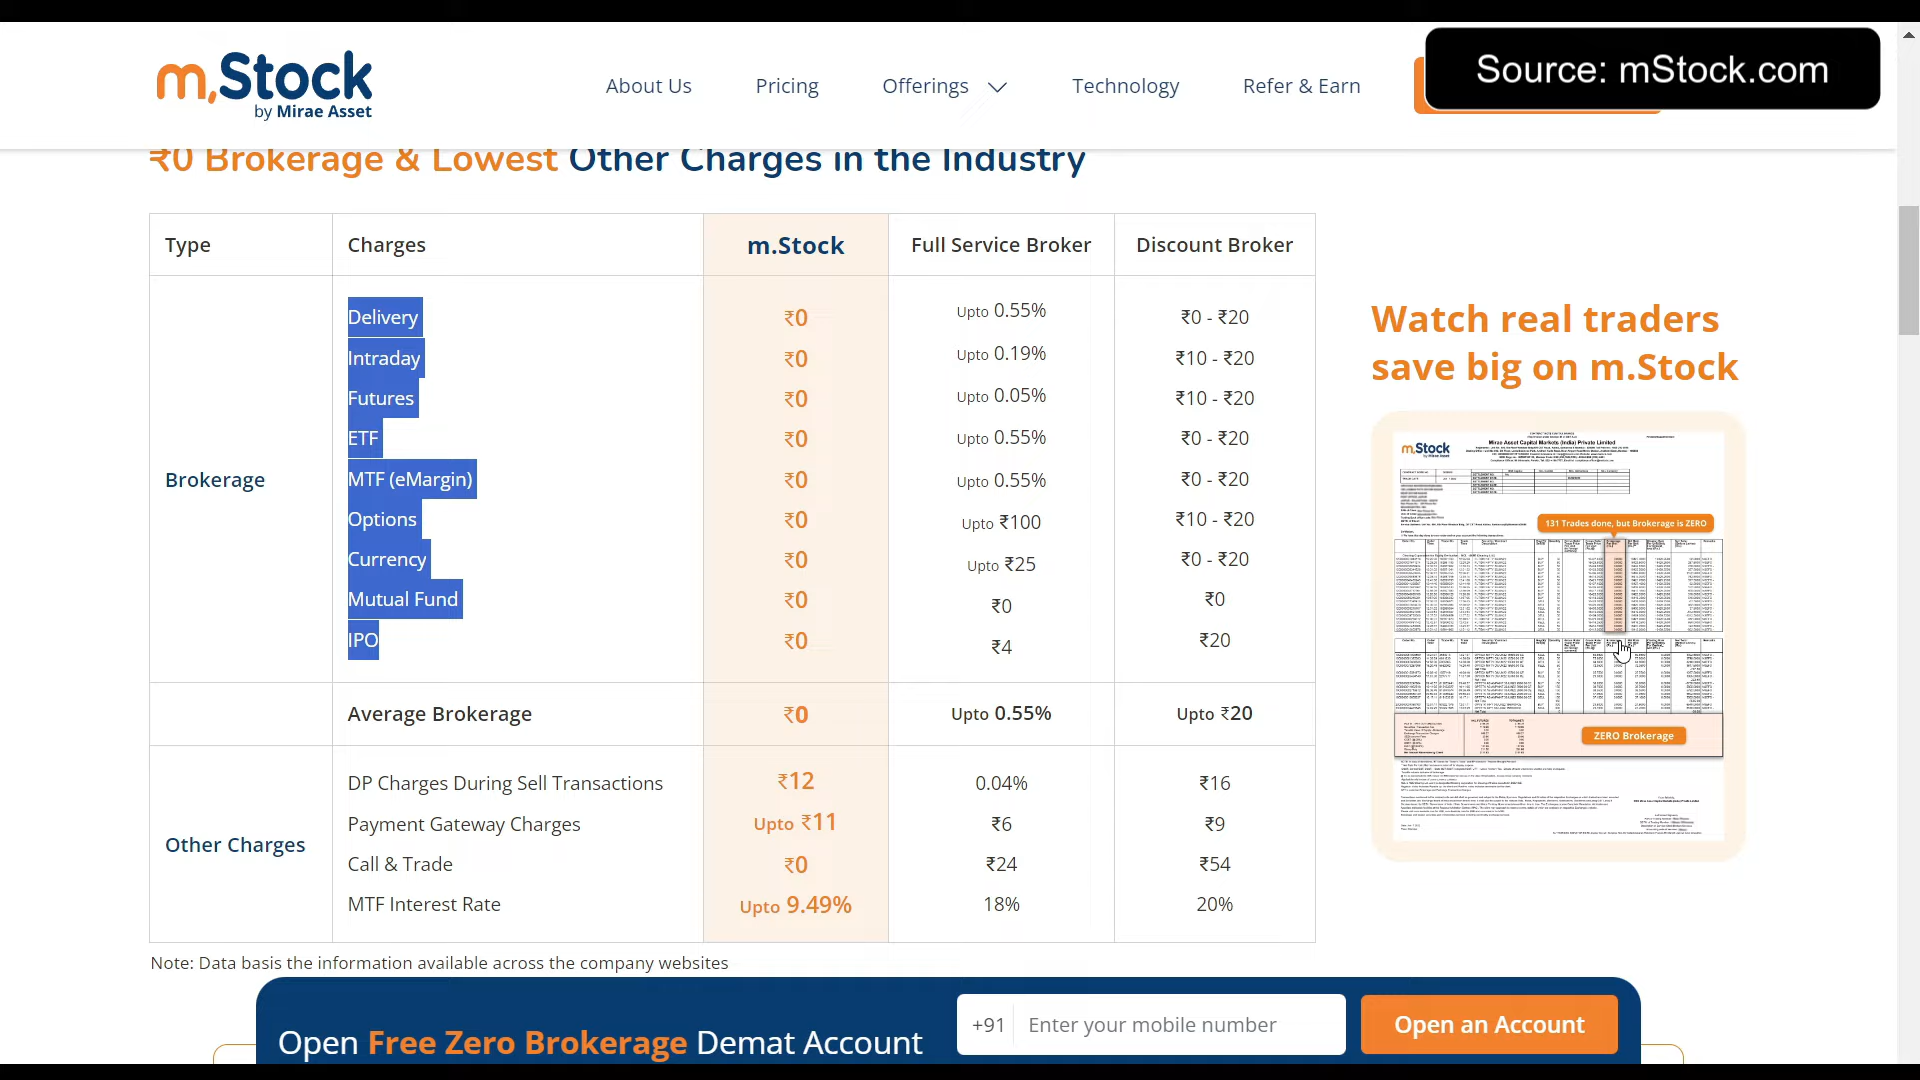 m.Stock
by Mirae Asset
About Us
Pricing
Offerings
Technology
Refer & Earn
Source: mStock.com
₹0 Brokerage & Lowest Other Charges in the Industry
Type Charges m.Stock Full Service Broker Discount Broker
Brokerage
Delivery ₹0 Upto 0.55% ₹0 - ₹20
Intraday ₹0 Upto 0.19% ₹10 - ₹20
Futures ₹0 Upto 0.05% ₹10 - ₹20
ETF ₹0 Upto 0.55% ₹0 - ₹20
MTF (eMargin) ₹0 Upto 0.55% ₹0 - ₹20
Options ₹0 Upto ₹100 ₹10 - ₹20
Currency ₹0 Upto ₹25 ₹0 - ₹20
Mutual Fund ₹0 ₹0 ₹0
IPO ₹0 ₹4 ₹20
Average Brokerage ₹0 Upto 0.55% Upto ₹20
Other Charges
DP Charges During Sell Transactions ₹12 0.04% ₹16
Payment Gateway Charges Upto ₹11 ₹6 ₹9
Call & Trade ₹0 ₹24 ₹54
MTF Interest Rate Upto 9.49% 18% 20%
Note: Data basis the information available across the company websites
Watch real traders
save big on m.Stock
m.Stock
Mirae Asset Capital Markets (India) Private Limited
131 Trades done, but Brokerage is ZERO
ZERO Brokerage
Open Free Zero Brokerage Demat Account
+91 Enter your mobile number
Open an Account